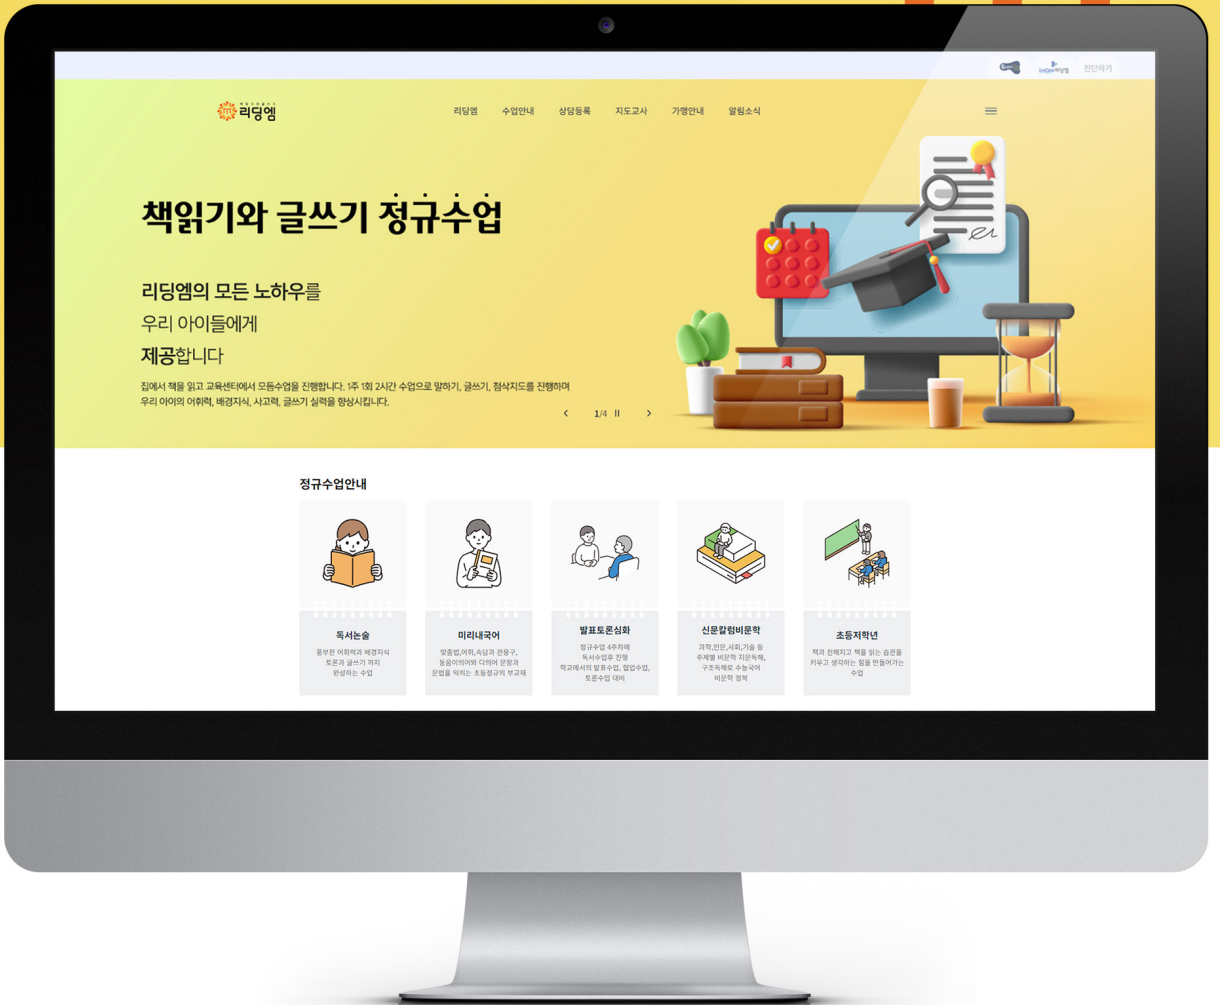 진단하기
리딩엠
리딩엠 수업안내 상담등록 지도교사 가맹안내 알림소식
책읽기와 글쓰기 정규수업
리딩엠의 모든 노하우를
우리 아이들에게
제공합니다
집에서 책을 읽고 교육센터에서 모둠수업을 진행합니다. 1주 1회 2시간 수업으로 말하기, 글쓰기, 첨삭지도를 진행하며
우리 아이의 어휘력, 배경지식, 사고력, 글쓰기 실력을 향상시킵니다.
1/4
정규수업안내
독서논술
풍부한 어휘력과 배경지식
토론과 글쓰기 까지
완성하는 수업
미리내국어
맞춤법,어휘,속담과 관용구,
동음이의어와 다의어 문장과
문법을 익히는 초등정규의 부교재
발표토론심화
정규수업 4주차에
독서수업후 진행
학교에서의 발표수업, 협업수업,
토론수업 대비
신문칼럼비문학
과학,인문,사회,기술 등
주제별 비문학 지문독해,
구조독해로 수능국어
비문학 정복
초등저학년
책과 친해지고 책을 읽는 습관을
키우고 생각하는 힘을 만들어가는
수업